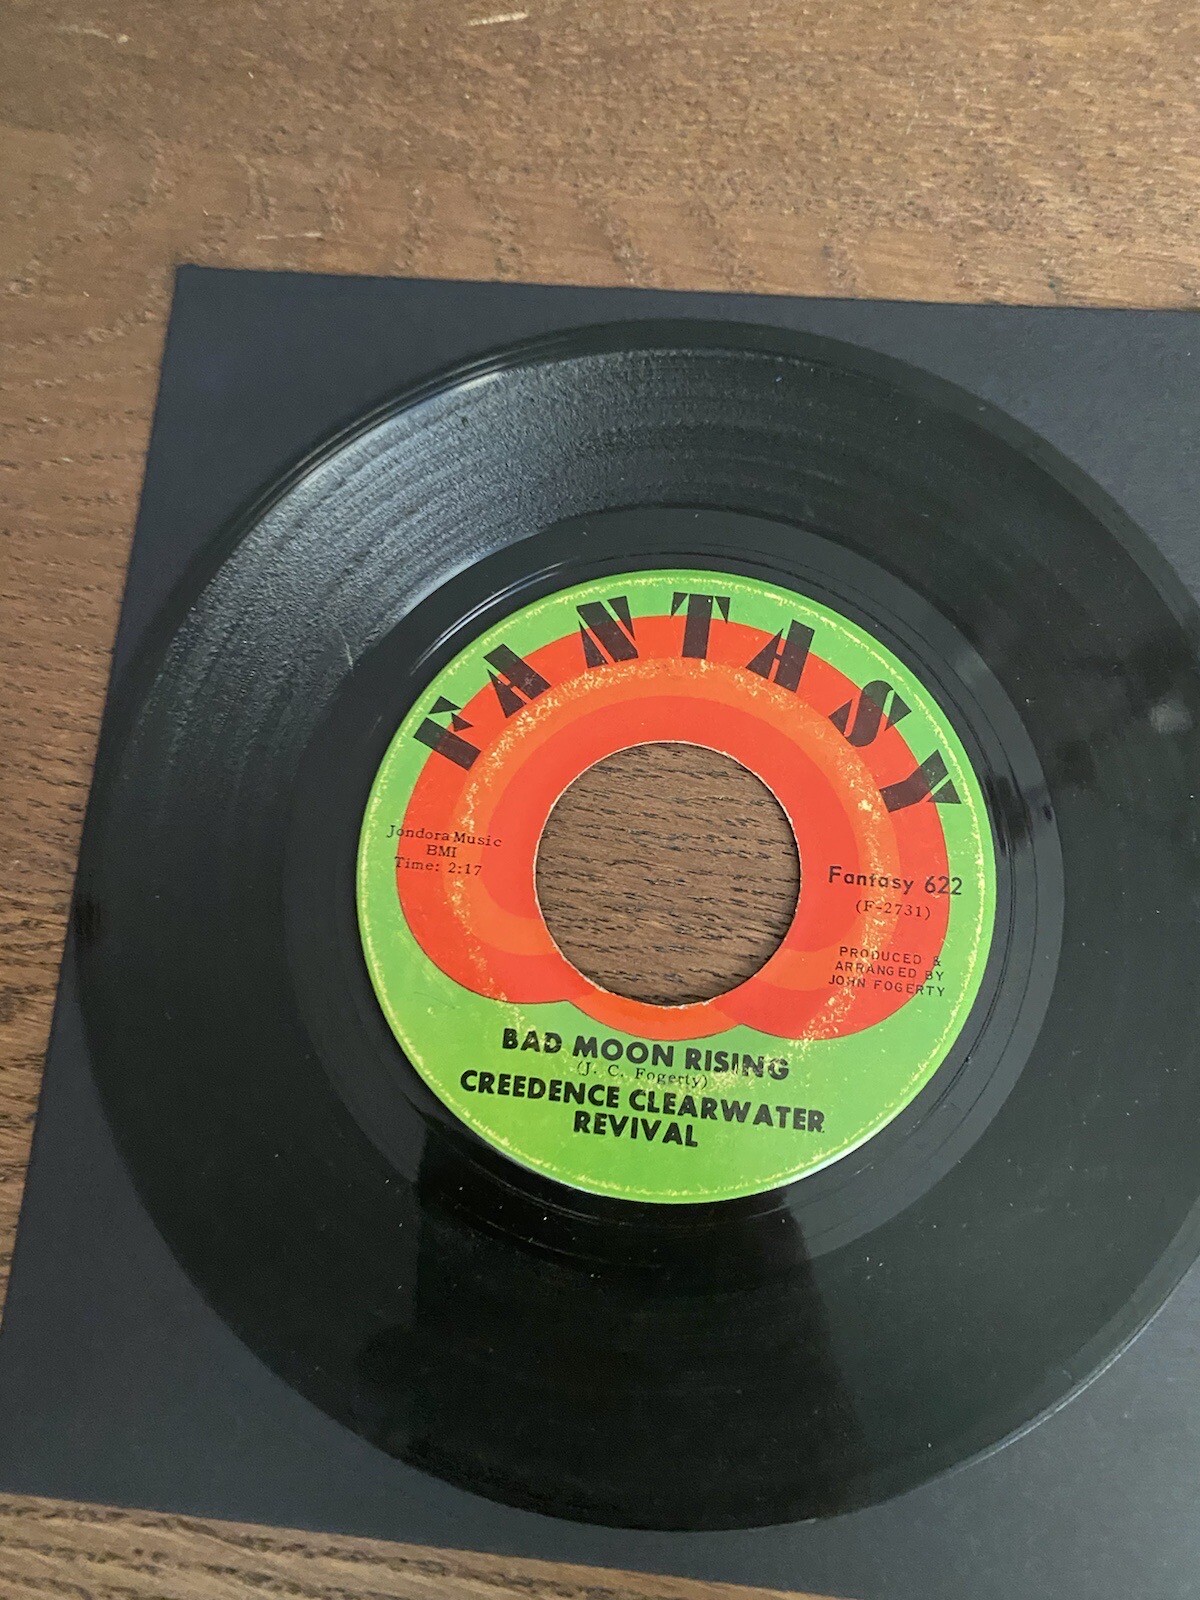 FANTASY
Jondora Music
BMI
Time: 2:17
Fantasy 622
(F-2731)
PRODUCED &
ARRANGED BY
JOHN FOGERTY
BAD MOON RISING
(J. C. Fogerty)
CREEDENCE CLEARWATER
REVIVAL